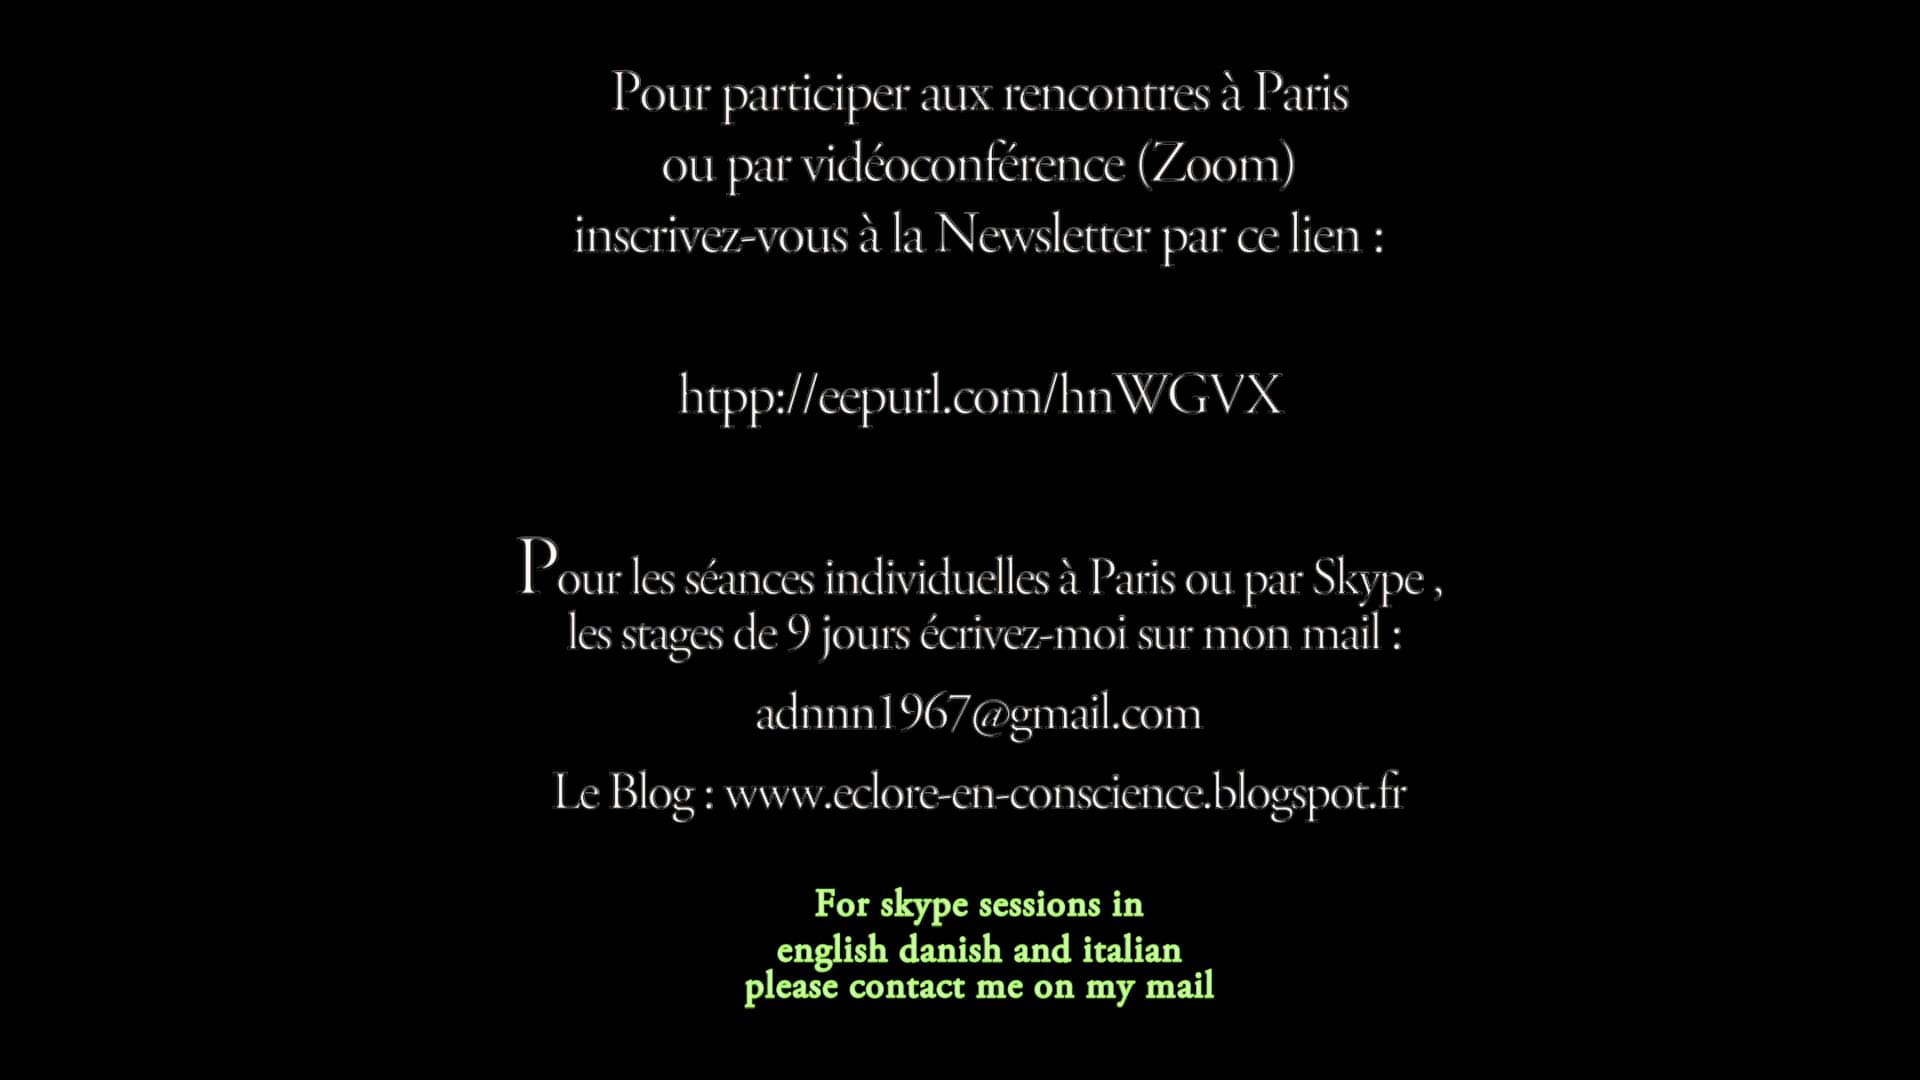 Pour participer aux rencontres à Paris
ou par vidéoconférence (Zoom)
inscrivez-vous à la Newsletter par ce lien :
htpp://eepurl.com/hnWGVX
Pour les séances individuelles à Paris ou par Skype ,
les stages de 9 jours écrivez-moi sur mon mail :
adnnn1967@gmail.com
Le Blog : www.eclore-en-conscience.blogspot.fr
For skype sessions in
english danish and italian
please contact me on my mail